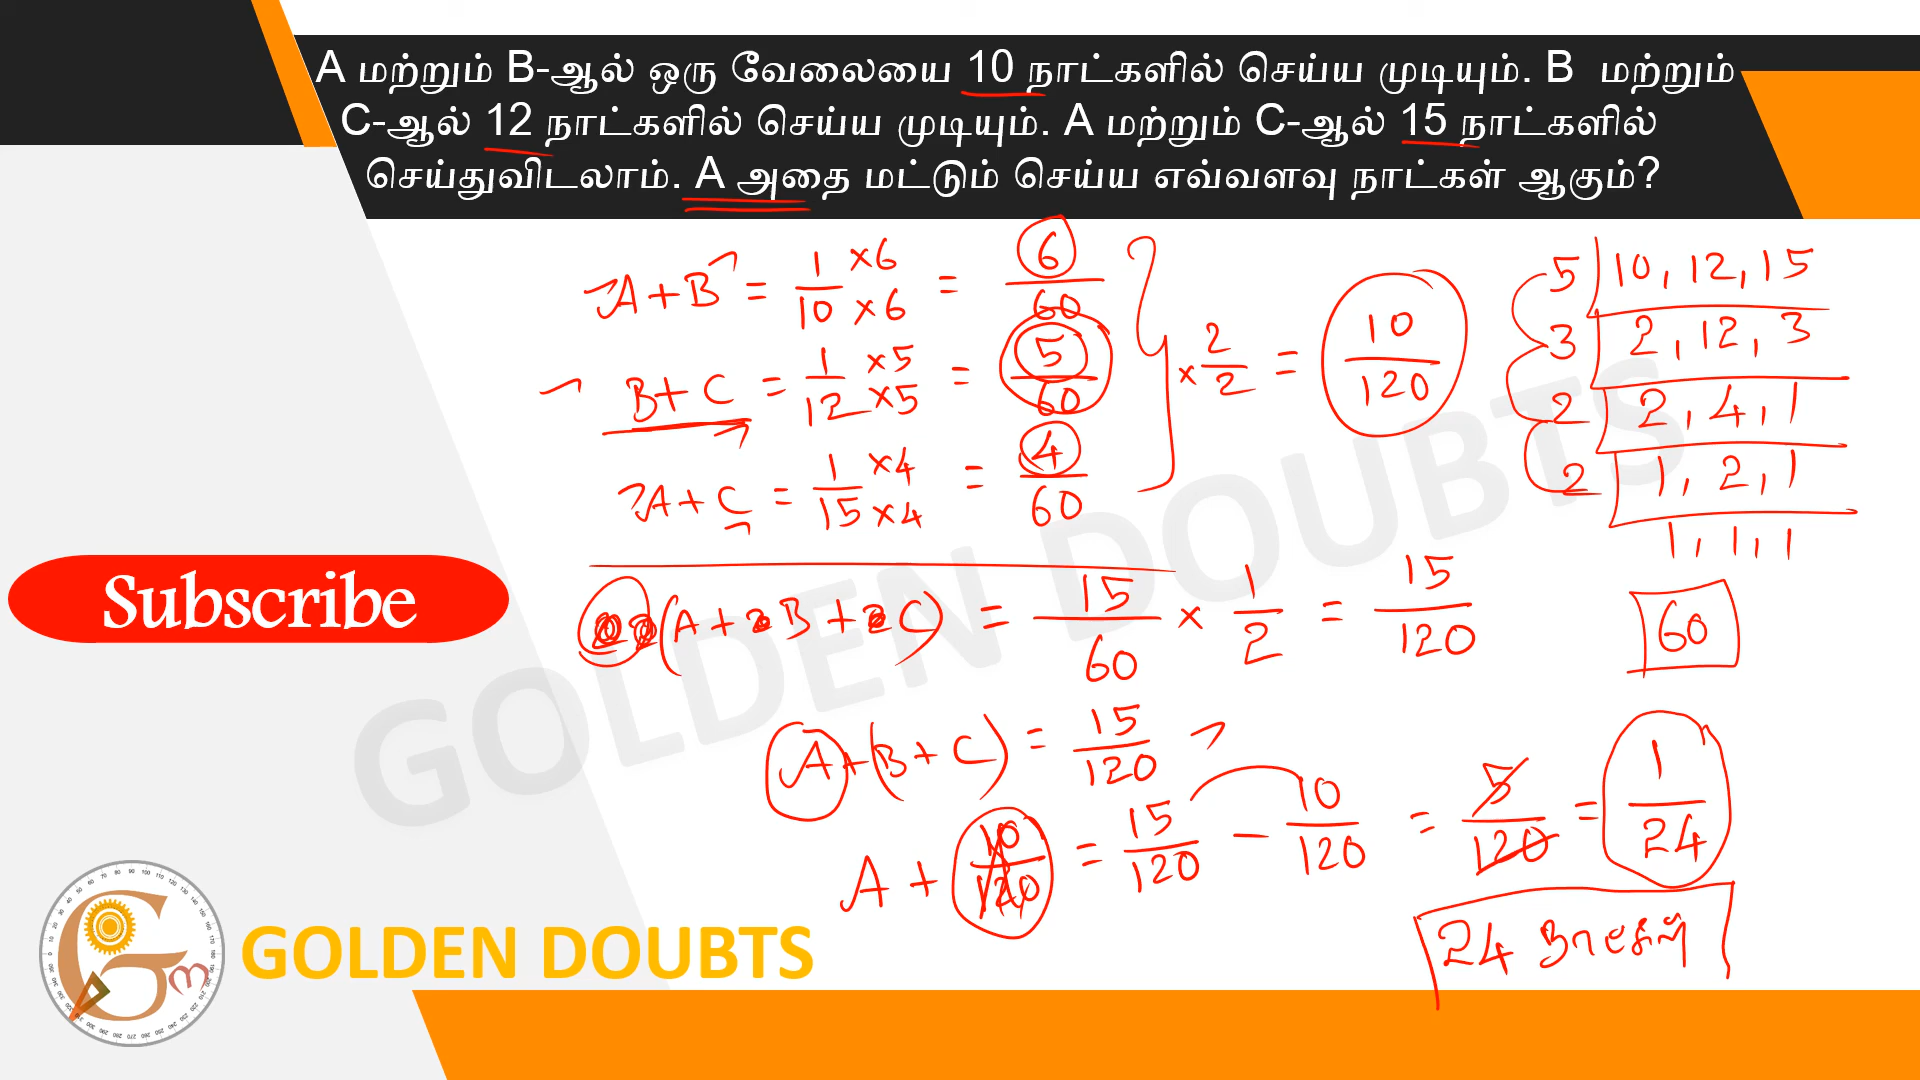 A மற்றும் B-ஆல் ஒரு வேலையை 10 நாட்களில் செய்ய முடியும். B மற்றும்
C-ஆல் 12 நாட்களில் செய்ய முடியும். A மற்றும் C-ஆல் 15 நாட்களில்
செய்துவிடலாம். A அதை மட்டும் செய்ய எவ்வளவு நாட்கள் ஆகும்?
A+B = 1/10 ×6/×6 = 6/60
B+C = 1/12 ×5/×5 = 5/60
A+C = 1/15 ×4/×4 = 4/60
× 2/2 = 10/120
5 | 10, 12, 15
3 | 2, 12, 3
2 | 2, 4, 1
2 | 1, 2, 1
1, 1, 1
60
(A+B+C) = 15/60 × 1/2 = 15/120
A+(B+C) = 15/120
A + 10/120 = 15/120 − 10/120 = 5/120 = 1/24
24 நாட்கள்
Subscribe
GOLDEN DOUBTS
GOLDEN DOUBTS